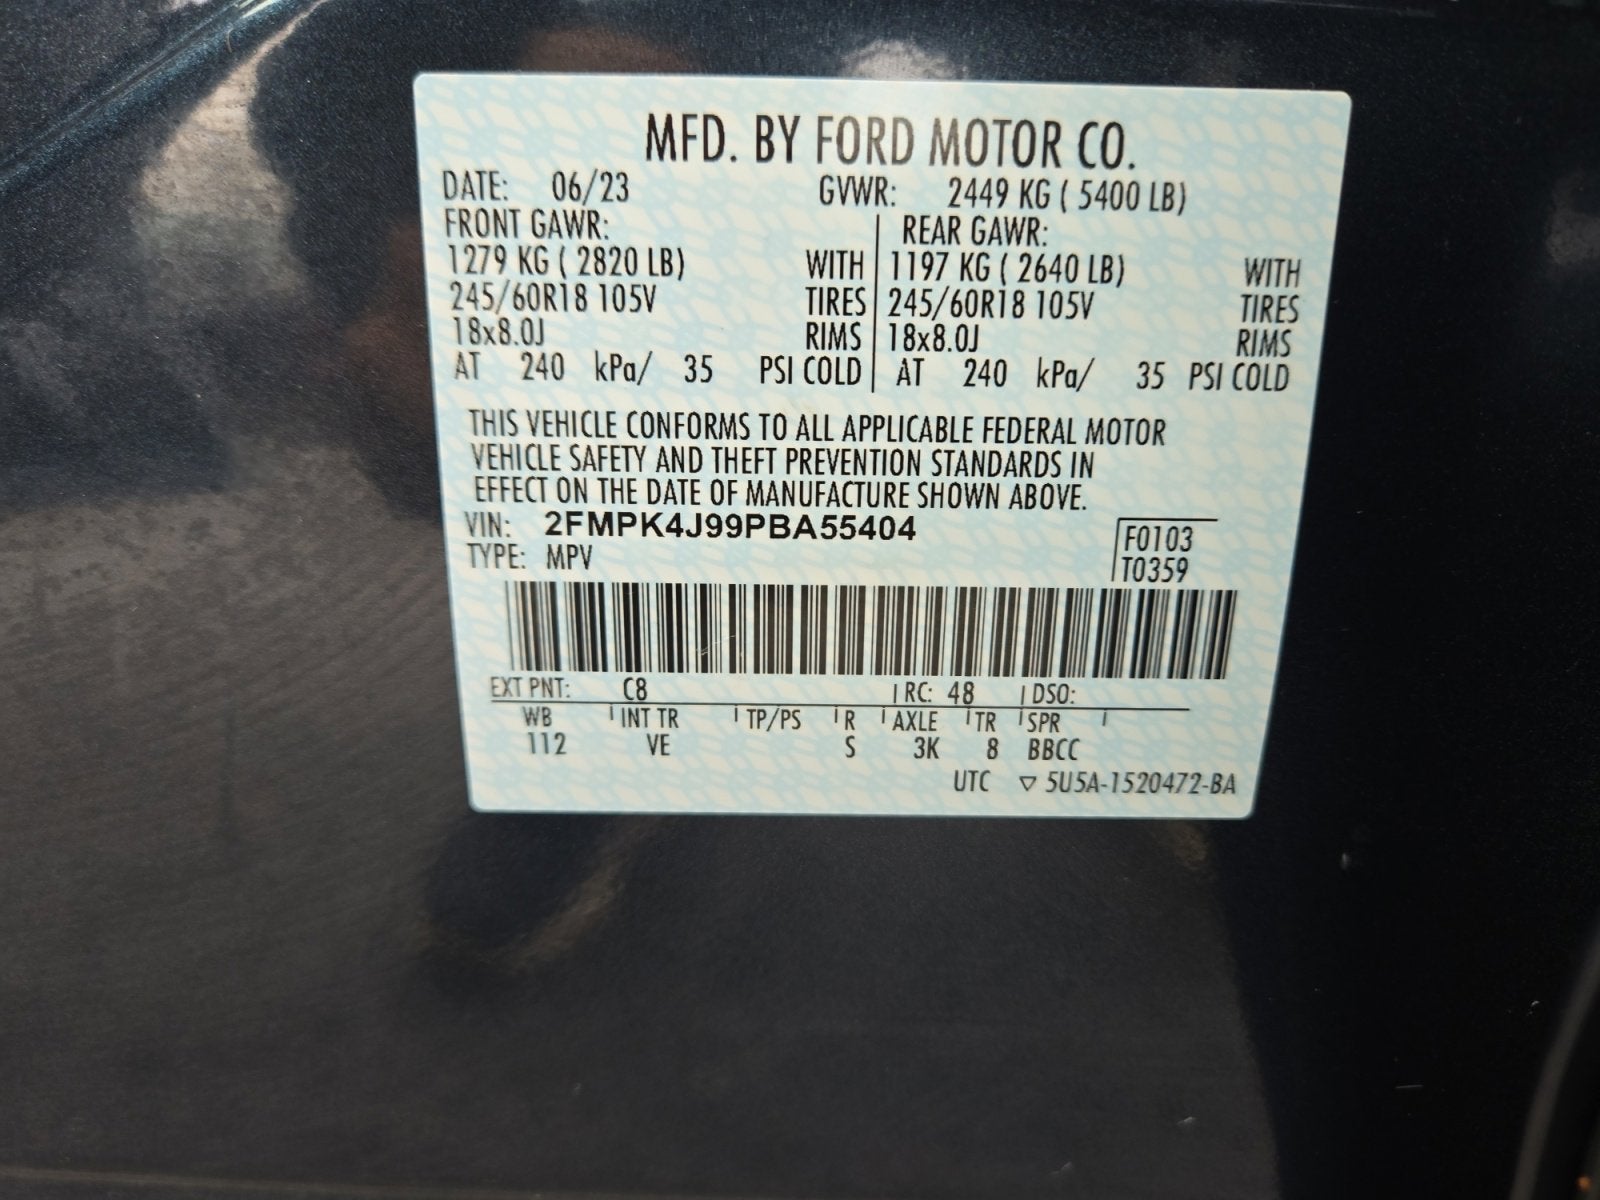 MFD. BY FORD MOTOR CO.
DATE: 06/23 GVWR: 2449 KG ( 5400 LB)
FRONT GAWR: REAR GAWR:
1279 KG ( 2820 LB) WITH 1197 KG ( 2640 LB) WITH
245/60R18 105V TIRES 245/60R18 105V TIRES
18x8.0J RIMS 18x8.0J RIMS
AT 240 kPa/ 35 PSI COLD AT 240 kPa/ 35 PSI COLD
THIS VEHICLE CONFORMS TO ALL APPLICABLE FEDERAL MOTOR
VEHICLE SAFETY AND THEFT PREVENTION STANDARDS IN
EFFECT ON THE DATE OF MANUFACTURE SHOWN ABOVE.
VIN: 2FMPK4J99PBA55404 F0103
TYPE: MPV T0359
EXT PNT: C8 RC: 48 DSO:
WB INT TR TP/PS R AXLE TR SPR
112 VE S 3K 8 BBCC
UTC ▽ 5U5A-1520472-BA